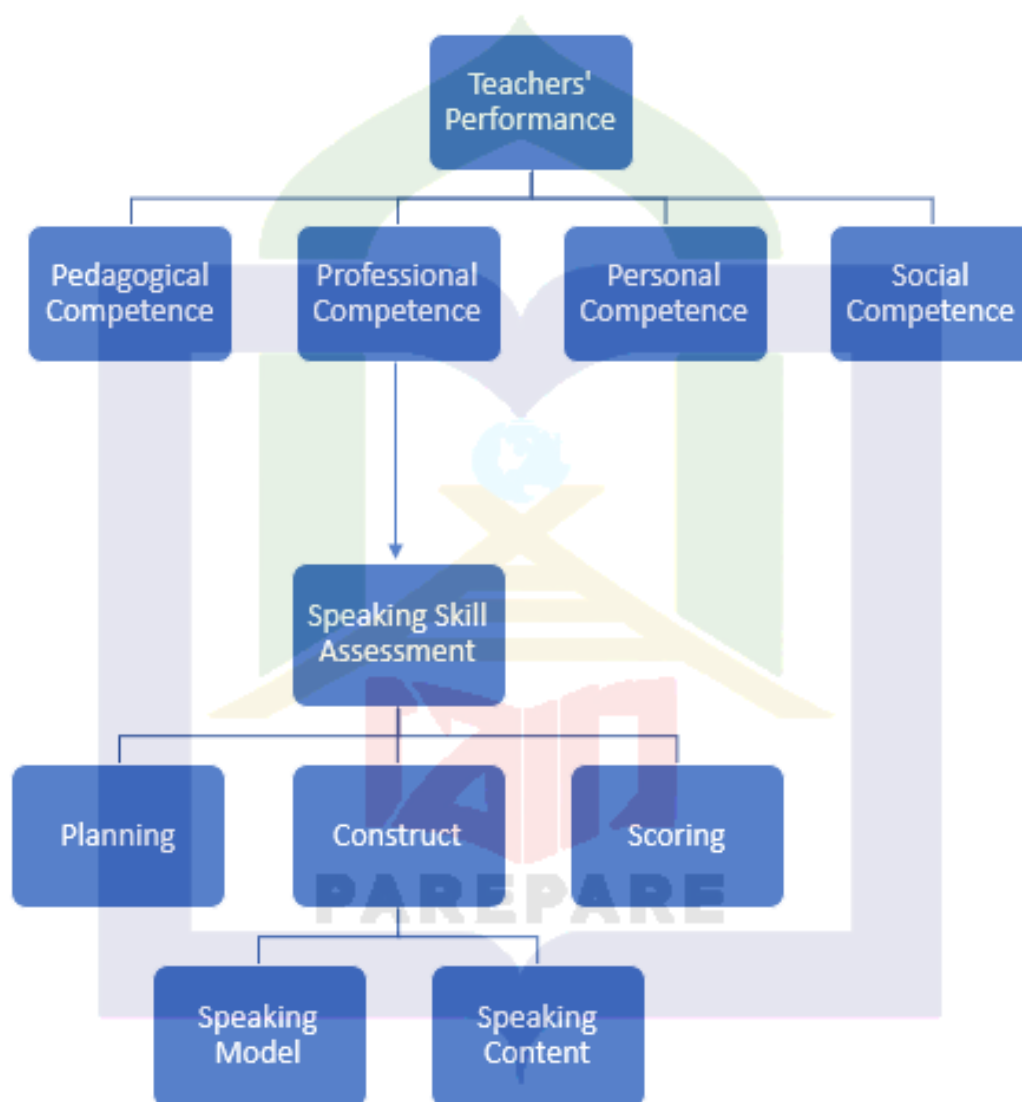 Teachers'
Performance
Pedagogical
Competence
Professional
Competence
Personal
Competence
Social
Competence
Speaking Skill
Assessment
Planning
Construct
Scoring
PAREPARE
Speaking
Model
Speaking
Content